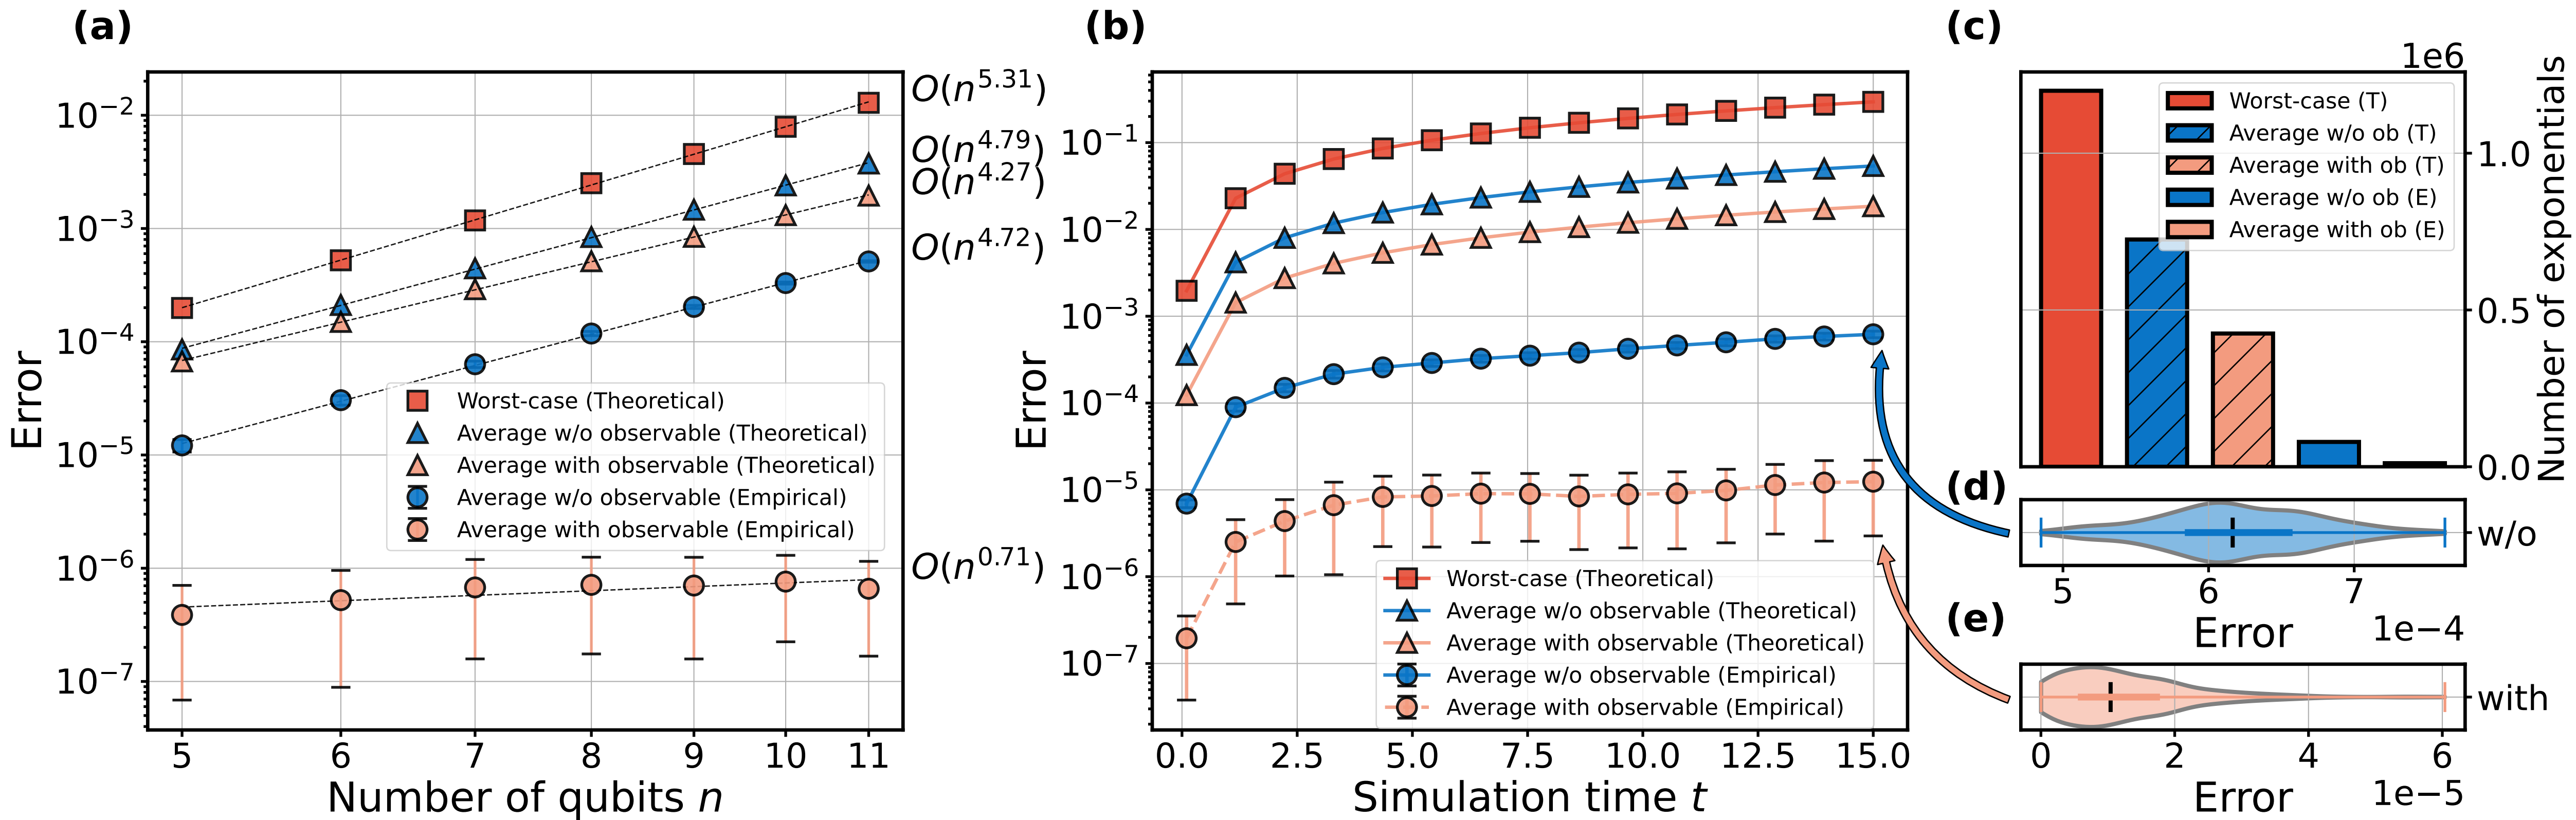 (a)
Error
10⁻²
10⁻³
10⁻⁴
10⁻⁵
10⁻⁶
10⁻⁷
O(n^5.31)
O(n^4.79)
O(n^4.27)
O(n^4.72)
O(n^0.71)
Worst-case (Theoretical)
Average w/o observable (Theoretical)
Average with observable (Theoretical)
Average w/o observable (Empirical)
Average with observable (Empirical)
5 6 7 8 9 10 11
Number of qubits n
(b)
Error
10⁻¹
10⁻²
10⁻³
10⁻⁴
10⁻⁵
10⁻⁶
10⁻⁷
Worst-case (Theoretical)
Average w/o observable (Theoretical)
Average with observable (Theoretical)
Average w/o observable (Empirical)
Average with observable (Empirical)
0.0 2.5 5.0 7.5 10.0 12.5 15.0
Simulation time t
(c)
1e6
Worst-case (T)
Average w/o ob (T)
Average with ob (T)
Average w/o ob (E)
Average with ob (E)
1.0
0.5
0.0
Number of exponentials
(d)
w/o
5 6 7
Error
1e−4
(e)
with
0 2 4 6
Error
1e−5